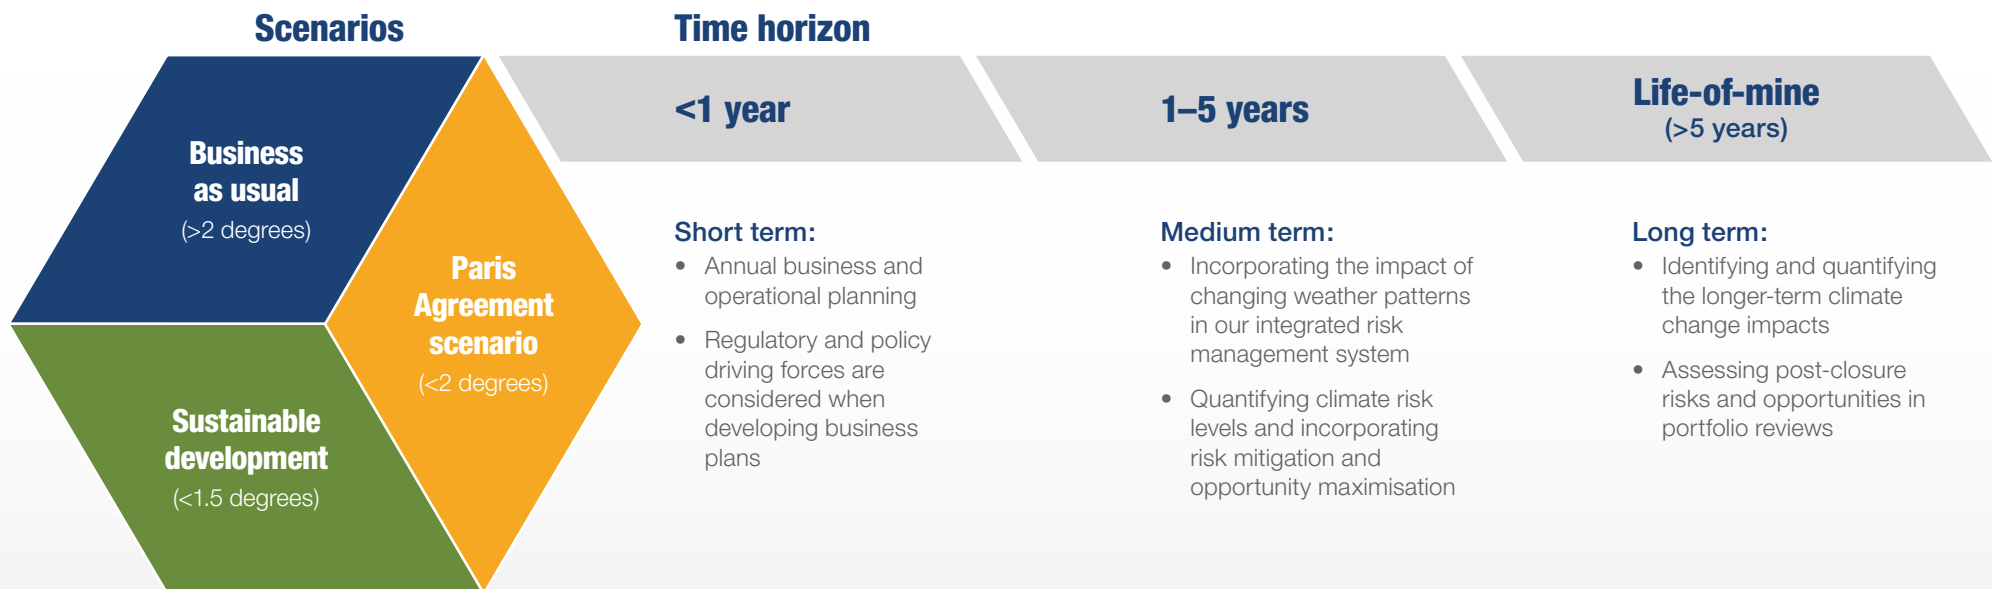 Scenarios
Business
as usual
(>2 degrees)
Paris
Agreement
scenario
(<2 degrees)
Sustainable
development
(<1.5 degrees)
Time horizon
<1 year
1–5 years
Life-of-mine
(>5 years)
Short term:
• Annual business and
operational planning
• Regulatory and policy
driving forces are
considered when
developing business
plans
Medium term:
• Incorporating the impact of
changing weather patterns
in our integrated risk
management system
• Quantifying climate risk
levels and incorporating
risk mitigation and
opportunity maximisation
Long term:
• Identifying and quantifying
the longer-term climate
change impacts
• Assessing post-closure
risks and opportunities in
portfolio reviews